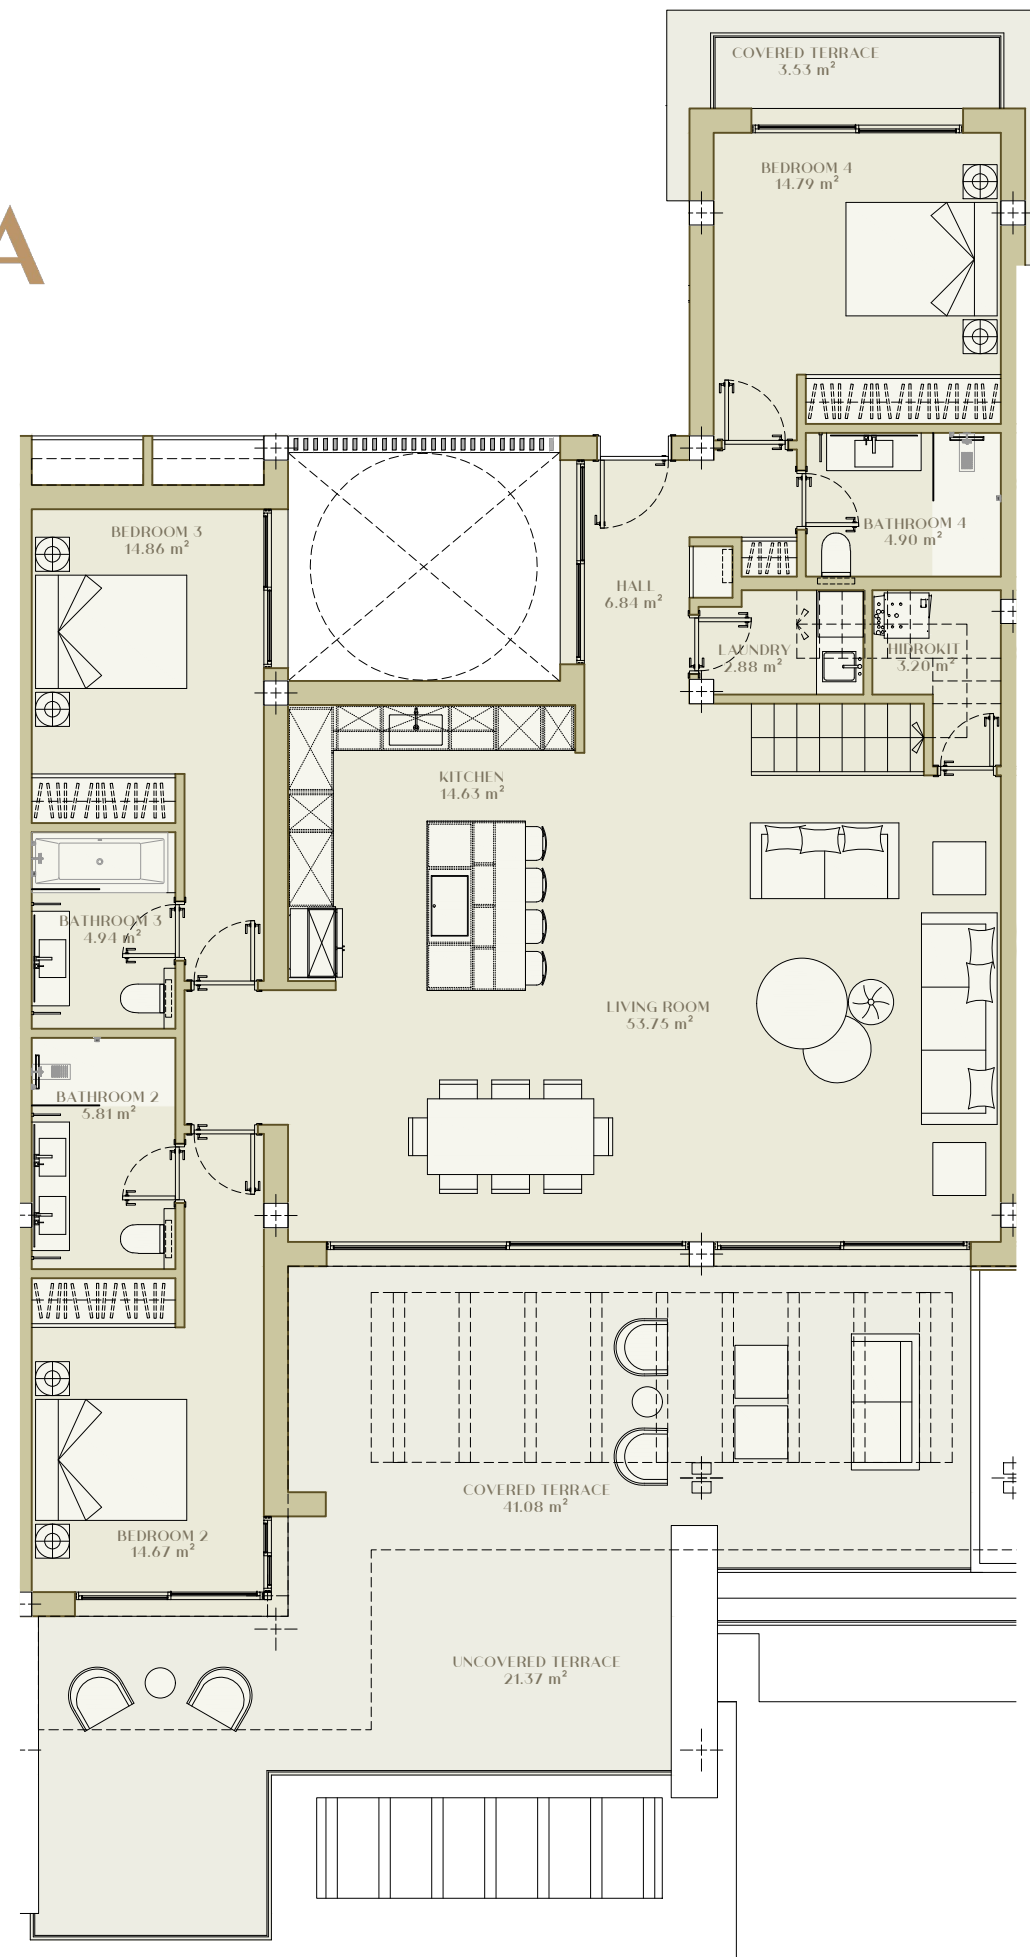 COVERED TERRACE
3.53 m²
BEDROOM 4
14.79 m²
A
BEDROOM 3
14.86 m²
BATHROOM 4
4.90 m²
HALL
6.84 m²
LAUNDRY
2.88 m²
HIDROKIT
3.20 m²
KITCHEN
14.63 m²
BATHROOM 3
4.94 m²
LIVING ROOM
53.75 m²
BATHROOM 2
5.81 m²
COVERED TERRACE
41.08 m²
BEDROOM 2
14.67 m²
UNCOVERED TERRACE
21.37 m²